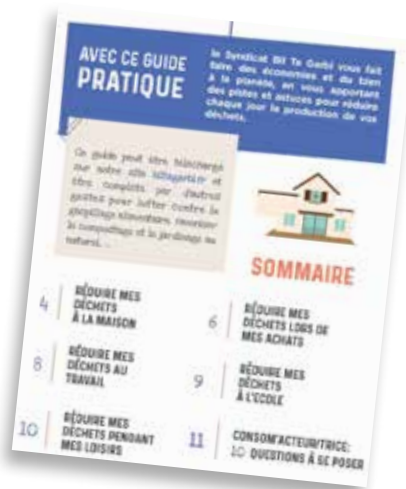 AVEC CE GUIDE
PRATIQUE
le Syndicat Bil Ta Garbi vous fait
faire des économies et du bien
à la planète, en vous apportant
des pistes et astuces pour réduire
chaque jour la production de vos
déchets.
Ce guide peut être téléchargé
sur notre site biltagarbi.fr et
être complété par d'autres
guides pour lutter contre le
gaspillage alimentaire, favoriser
le compostage et le jardinage au
naturel.
SOMMAIRE
4
RÉDUIRE MES
DÉCHETS
À LA MAISON
6
RÉDUIRE MES
DÉCHETS LORS DE
MES ACHATS
8
RÉDUIRE MES
DÉCHETS AU
TRAVAIL
9
RÉDUIRE MES
DÉCHETS
À L'ECOLE
10
RÉDUIRE MES
DÉCHETS PENDANT
MES LOISIRS
11
CONSOM'ACTEUR/TRICE:
10 QUESTIONS À SE POSER